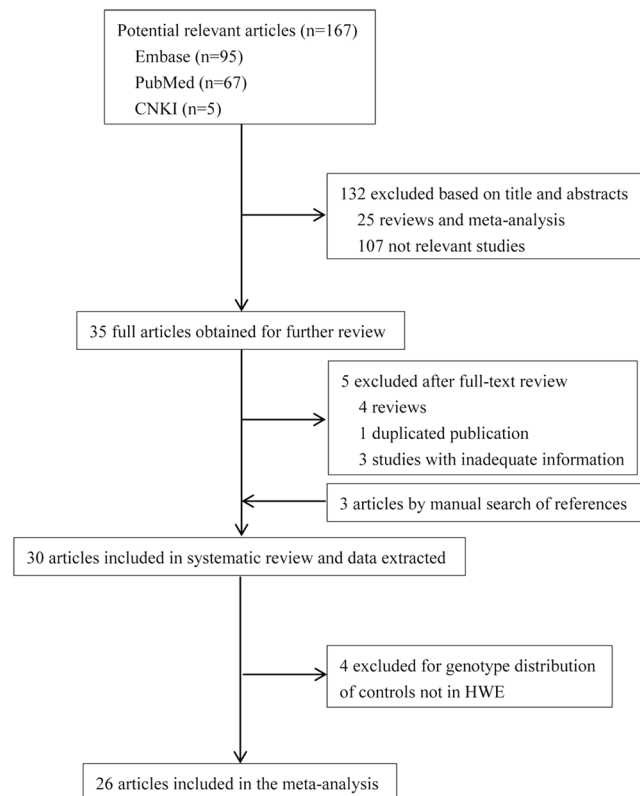 Potential relevant articles (n=167)
Embase (n=95)
PubMed (n=67)
CNKI (n=5)
132 excluded based on title and abstracts
25 reviews and meta-analysis
107 not relevant studies
35 full articles obtained for further review
5 excluded after full-text review
4 reviews
1 duplicated publication
3 studies with inadequate information
3 articles by manual search of references
30 articles included in systematic review and data extracted
4 excluded for genotype distribution
of controls not in HWE
26 articles included in the meta-analysis